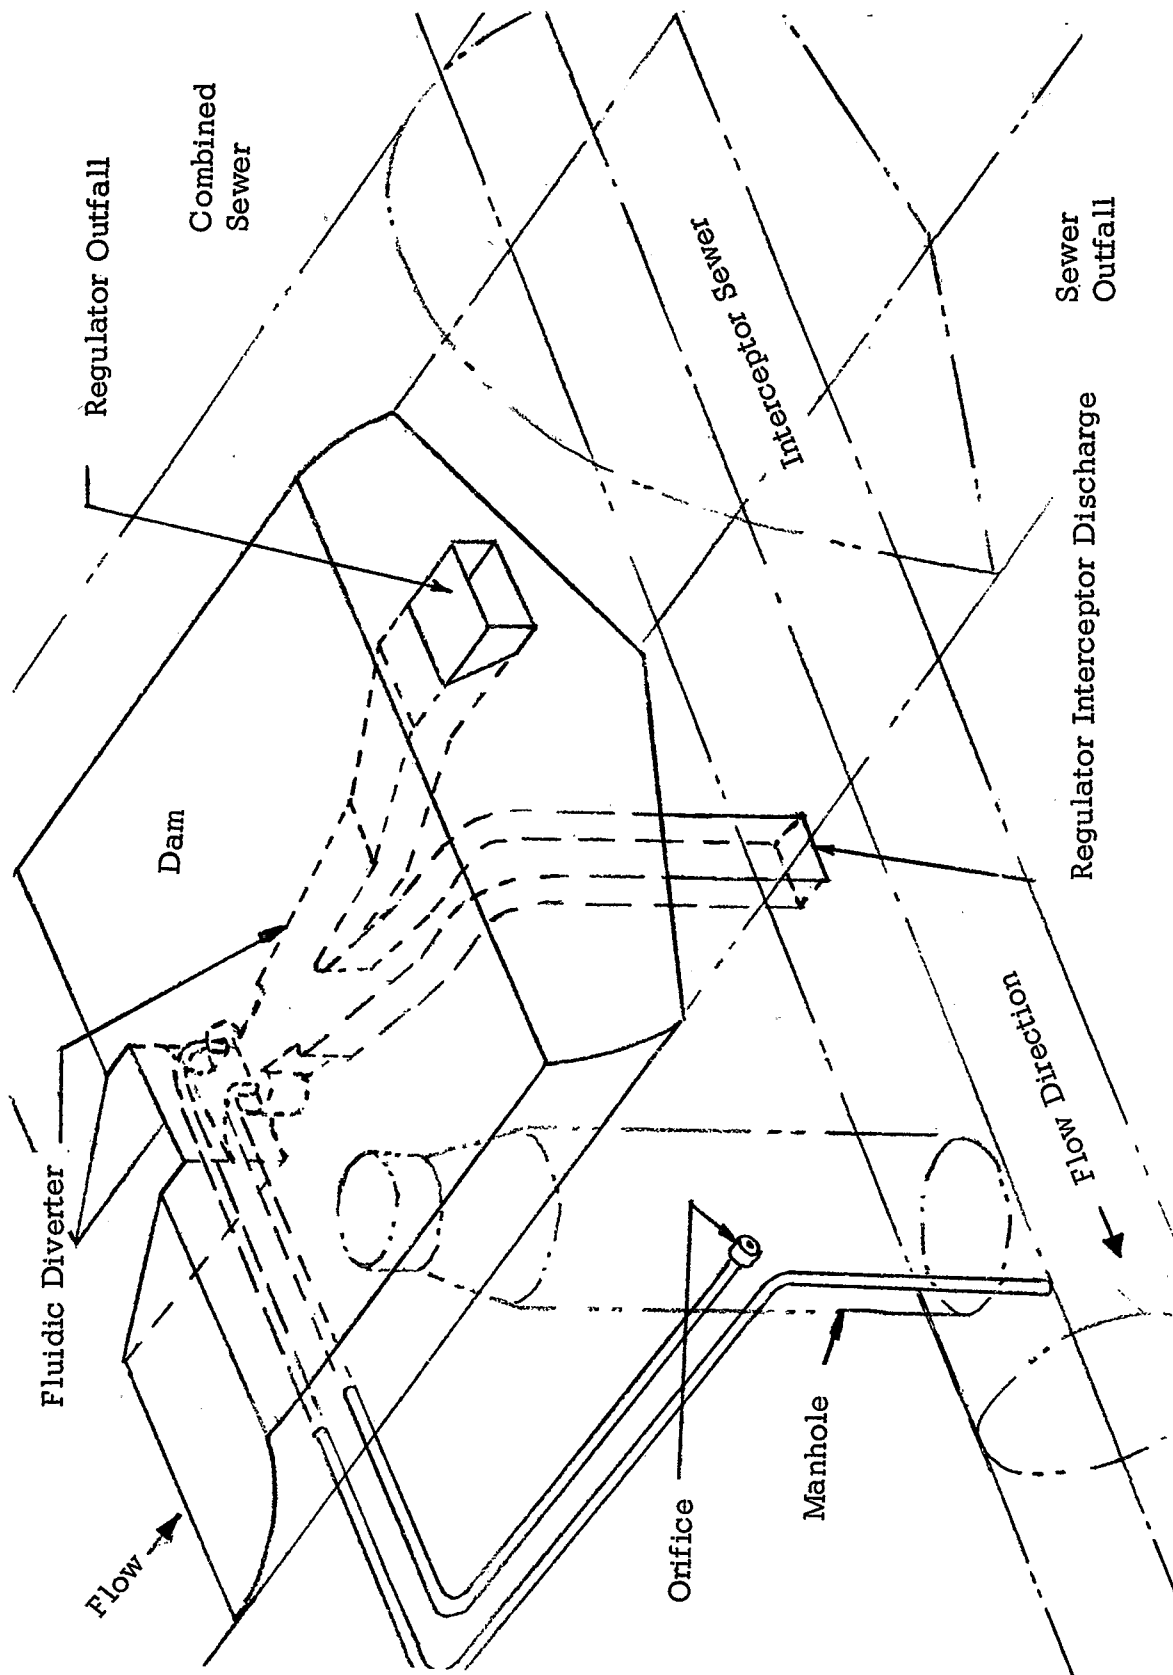 Regulator Outfall
Combined
Sewer
Fluidic Diverter
Dam
Flow
Interceptor Sewer
Sewer
Outfall
Orifice
Manhole
Flow Direction
Regulator Interceptor Discharge